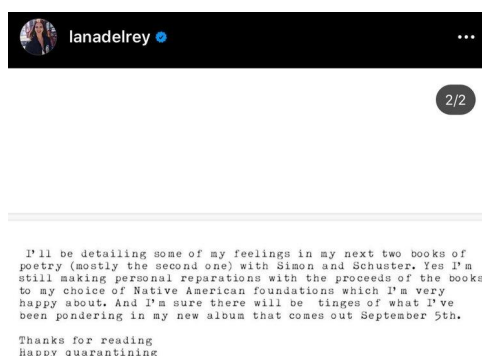 lanadelrey
2/2
I'll be detailing some of my feelings in my next two books of
poetry (mostly the second one) with Simon and Schuster. Yes I'm
still making personal reparations with the proceeds of the books
to my choice of Native American foundations which I'm very
happy about. And I'm sure there will be tinges of what I've
been pondering in my new album that comes out September 5th.
Thanks for reading
Happy quarantining